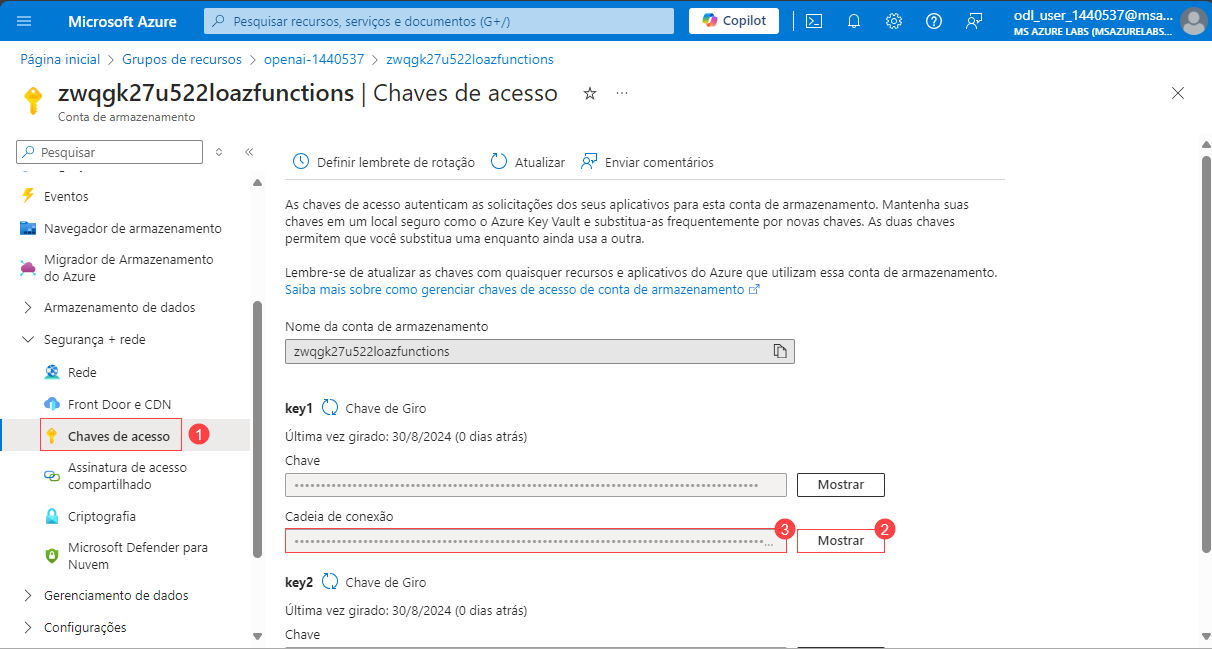 Microsoft Azure
Pesquisar recursos, serviços e documentos (G+/)
Copilot
odl_user_1440537@msa...
MS AZURE LABS (MSAZURELABS...
Página inicial > Grupos de recursos > openai-1440537 > zwqgk27u522loazfunctions
zwqgk27u522loazfunctions | Chaves de acesso
Conta de armazenamento
Pesquisar
Eventos
Navegador de armazenamento
Migrador de Armazenamento
do Azure
Armazenamento de dados
Segurança + rede
Rede
Front Door e CDN
Chaves de acesso
1
Assinatura de acesso
compartilhado
Criptografia
Microsoft Defender para
Nuvem
Gerenciamento de dados
Configurações
Definir lembrete de rotação
Atualizar
Enviar comentários
As chaves de acesso autenticam as solicitações dos seus aplicativos para esta conta de armazenamento. Mantenha suas
chaves em um local seguro como o Azure Key Vault e substitua-as frequentemente por novas chaves. As duas chaves
permitem que você substitua uma enquanto ainda usa a outra.
Lembre-se de atualizar as chaves com quaisquer recursos e aplicativos do Azure que utilizam essa conta de armazenamento.
Saiba mais sobre como gerenciar chaves de acesso de conta de armazenamento
Nome da conta de armazenamento
zwqgk27u522loazfunctions
key1 Chave de Giro
Última vez girado: 30/8/2024 (0 dias atrás)
Chave
Mostrar
Cadeia de conexão
3
Mostrar
2
key2 Chave de Giro
Última vez girado: 30/8/2024 (0 dias atrás)
Chave